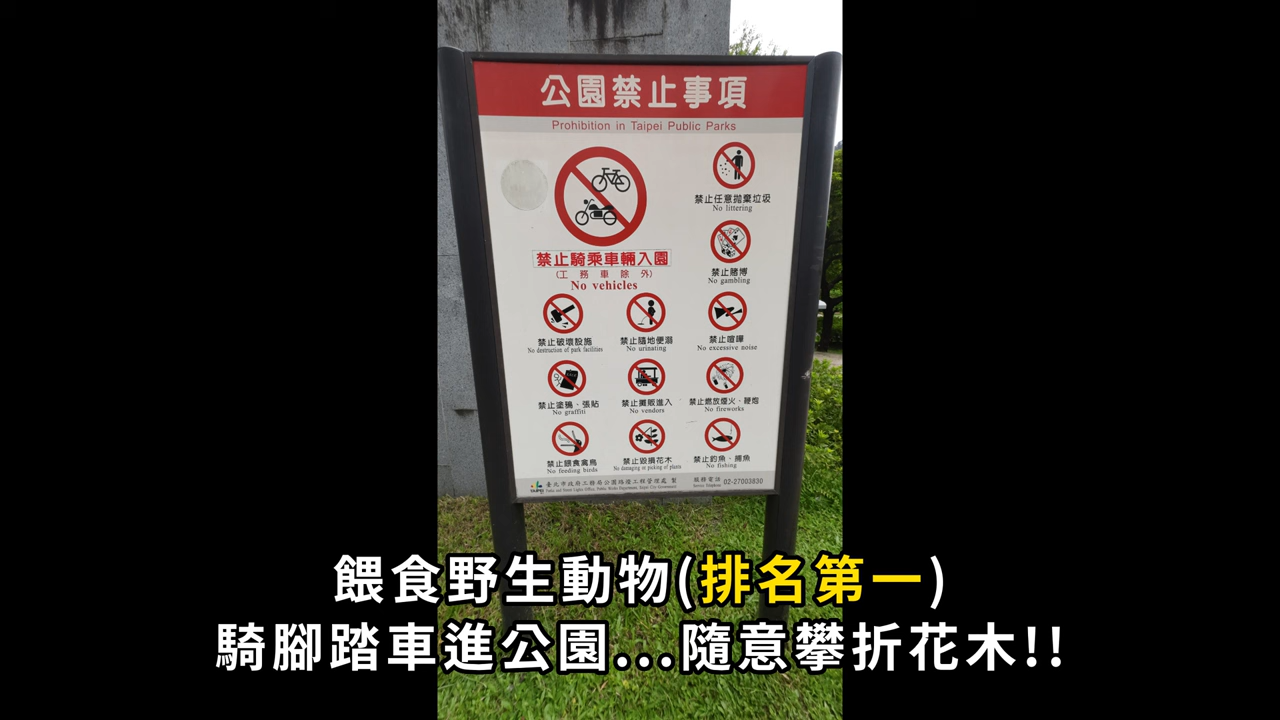 公園禁止事項
Prohibition in Taipei Public Parks
禁止騎乘車輛入園
(工務車除外)
No vehicles
禁止任意拋棄垃圾
No littering
禁止賭博
No gambling
禁止破壞設施
No destruction of park facilities
禁止隨地便溺
No urinating
禁止喧嘩
No excessive noise
禁止塗鴉、張貼
No graffiti
禁止攤販進入
No vendors
禁止燃放煙火、鞭炮
No fireworks
禁止餵食禽鳥
No feeding birds
禁止毀損花木
No damaging or picking of plants
禁止釣魚、捕魚
No fishing
臺北市政府工務局公園路燈工程管理處 製
Parks and Street Lights Office, Public Works Department, Taipei City Government
服務電話 02-27003830
Service Telephone
餵食野生動物(排名第一)
騎腳踏車進公園...隨意攀折花木!!